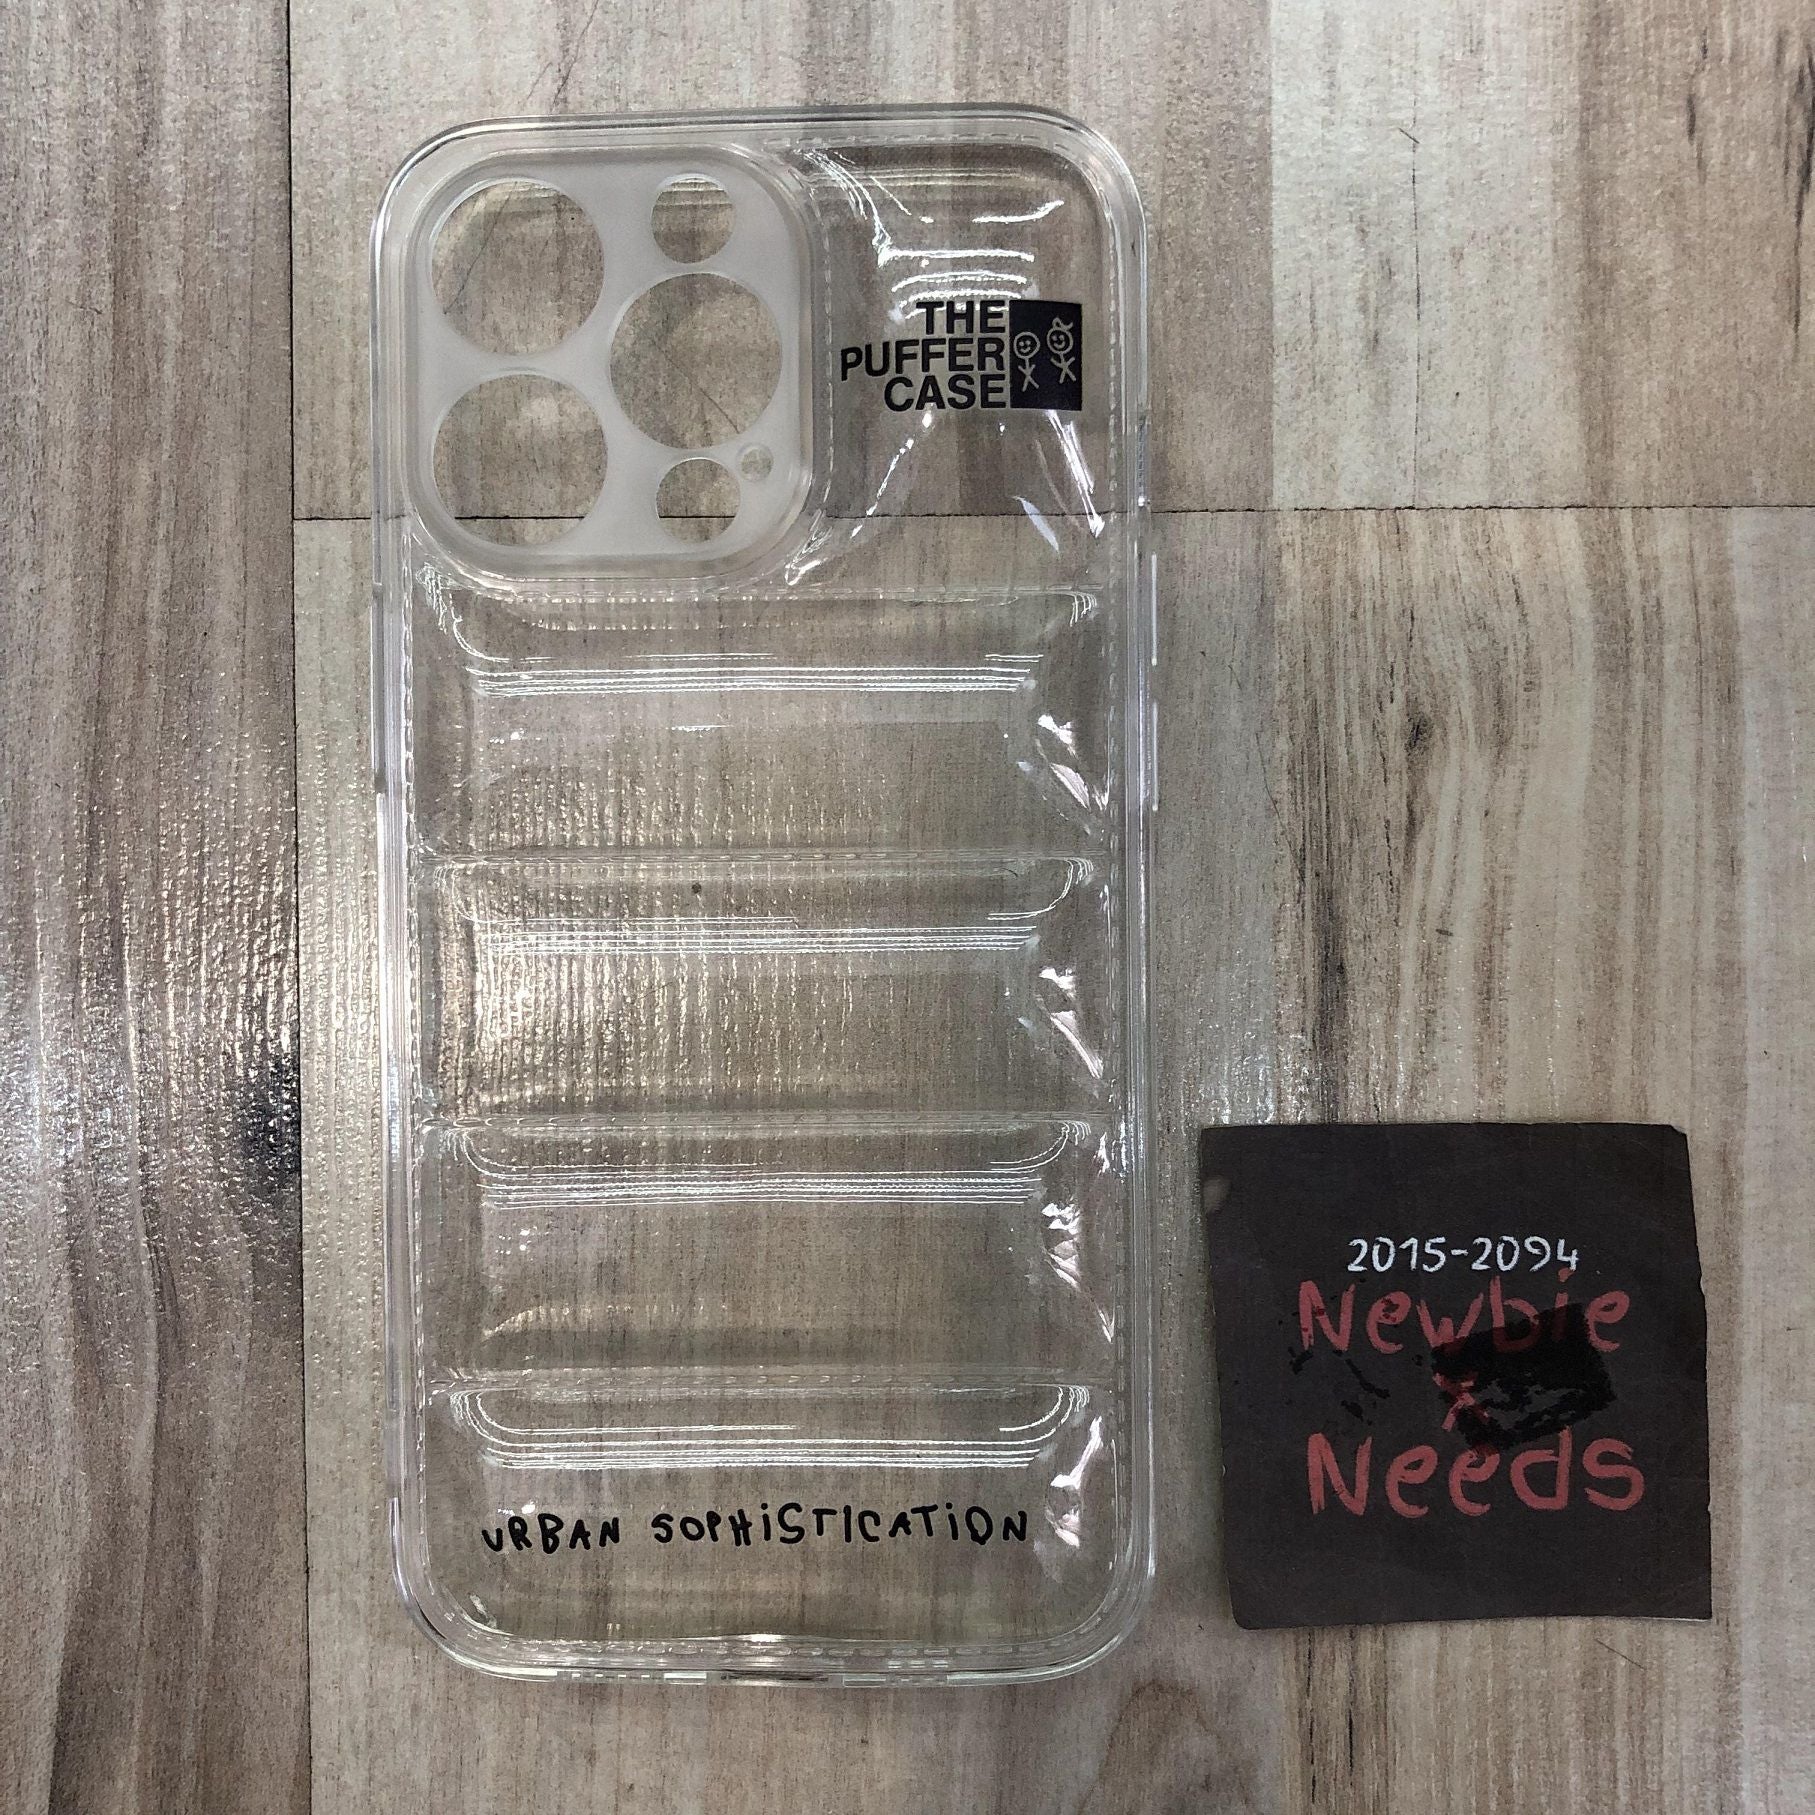 THE
PUFFER
CASE
URBAN SOPHISTICATION
2015-2094
Newbie
x
Needs